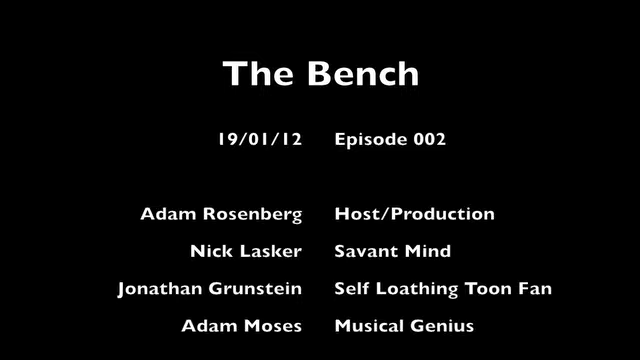 The Bench
19/01/12 Episode 002
Adam Rosenberg Host/Production
Nick Lasker Savant Mind
Jonathan Grunstein Self Loathing Toon Fan
Adam Moses Musical Genius